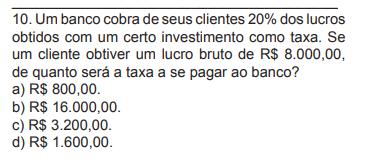 10. Um banco cobra de seus clientes 20% dos lucros
obtidos com um certo investimento como taxa. Se
um cliente obtiver um lucro bruto de R$ 8.000,00,
de quanto será a taxa a se pagar ao banco?
a) R$ 800,00.
b) R$ 16.000,00.
c) R$ 3.200,00.
d) R$ 1.600,00.